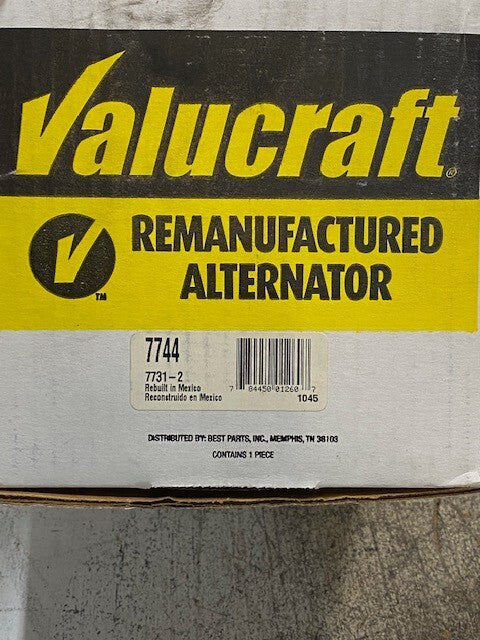 Valucraft®
V™ REMANUFACTURED
ALTERNATOR
7744
7731-2
Rebuilt in Mexico
Reconstruido en Mexico
7 84450 01260 7
1045
DISTRIBUTED BY: BEST PARTS, INC., MEMPHIS, TN 38103
CONTAINS 1 PIECE